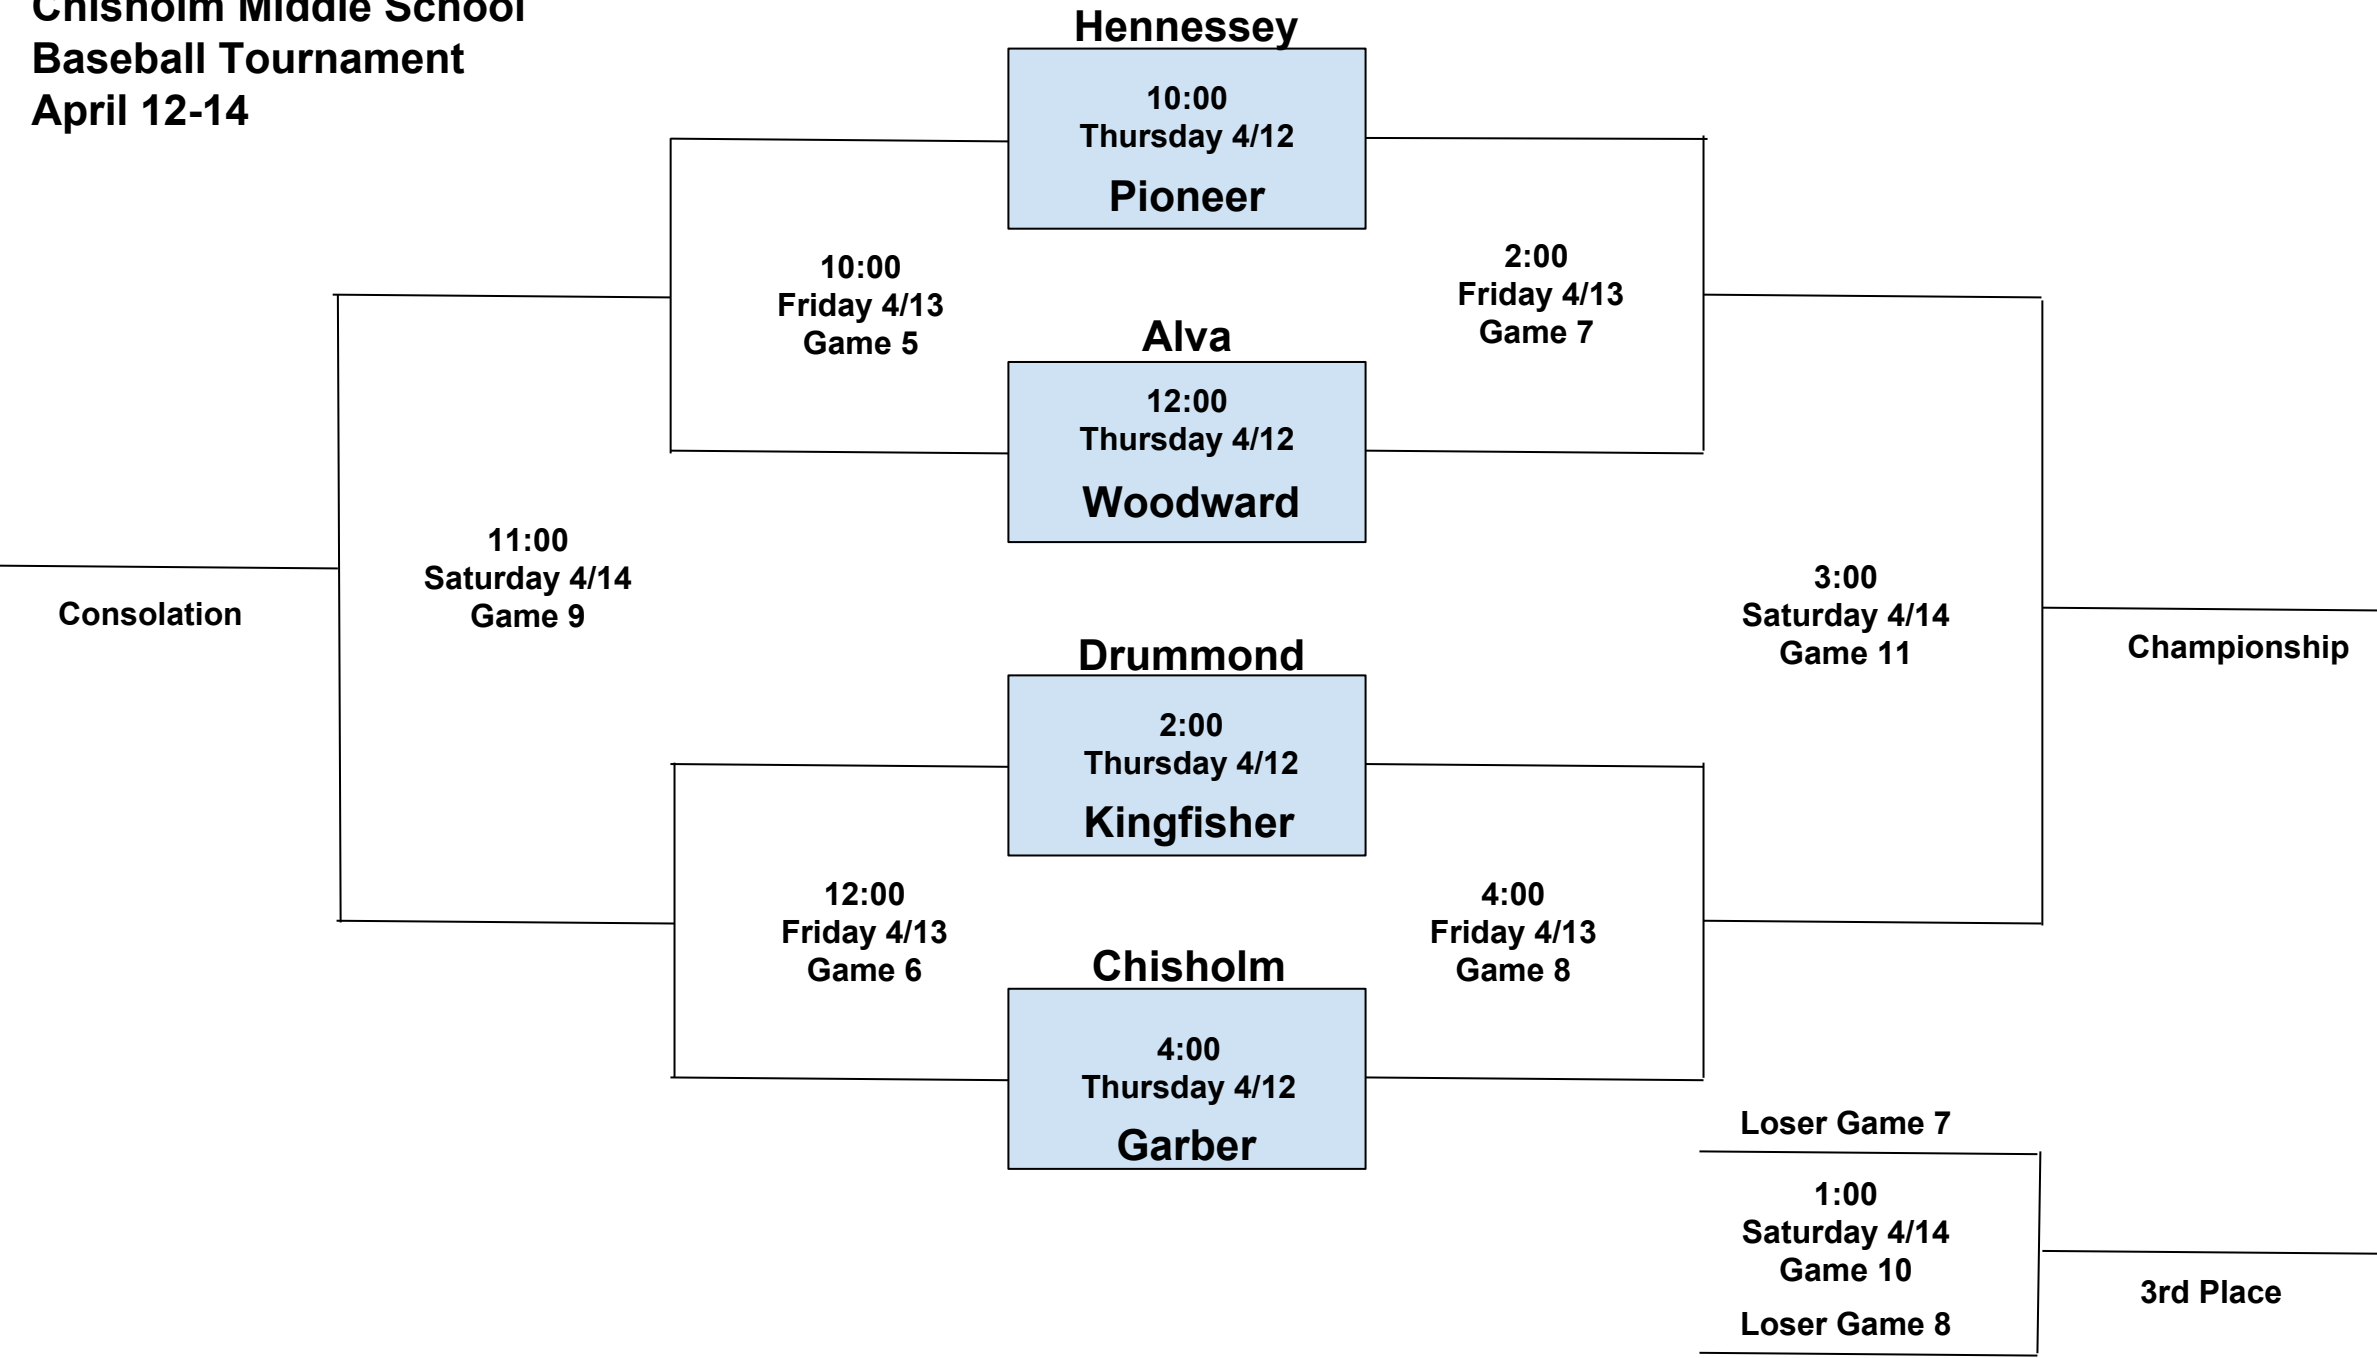 Chisholm Middle School
Baseball Tournament
April 12-14
Hennessey
10:00
Thursday 4/12
Pioneer
10:00
Friday 4/13
Game 5
2:00
Friday 4/13
Game 7
Alva
12:00
Thursday 4/12
Woodward
11:00
Saturday 4/14
Game 9
Consolation
3:00
Saturday 4/14
Game 11
Championship
Drummond
2:00
Thursday 4/12
Kingfisher
12:00
Friday 4/13
Game 6
4:00
Friday 4/13
Game 8
Chisholm
4:00
Thursday 4/12
Garber
Loser Game 7
1:00
Saturday 4/14
Game 10
Loser Game 8
3rd Place